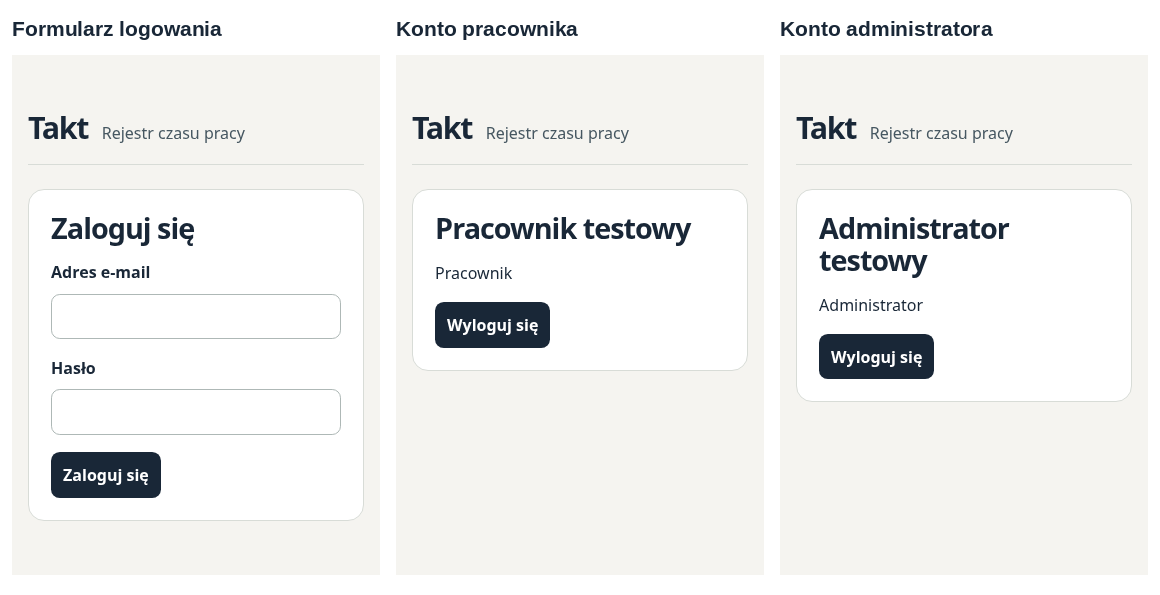 Formularz logowania
Takt Rejestr czasu pracy
Zaloguj się
Adres e-mail
Hasło
Zaloguj się
Konto pracownika
Takt Rejestr czasu pracy
Pracownik testowy
Pracownik
Wyloguj się
Konto administratora
Takt Rejestr czasu pracy
Administrator
testowy
Administrator
Wyloguj się